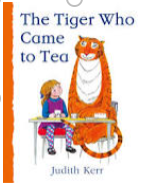 The Tiger Who
Came
to Tea
Judith Kerr